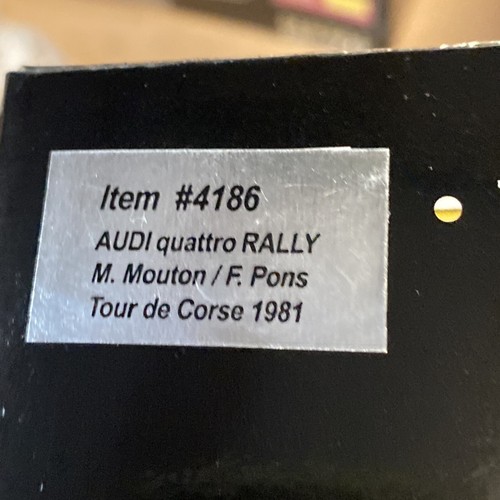 Item #4186
AUDI quattro RALLY
M. Mouton / F. Pons
Tour de Corse 1981